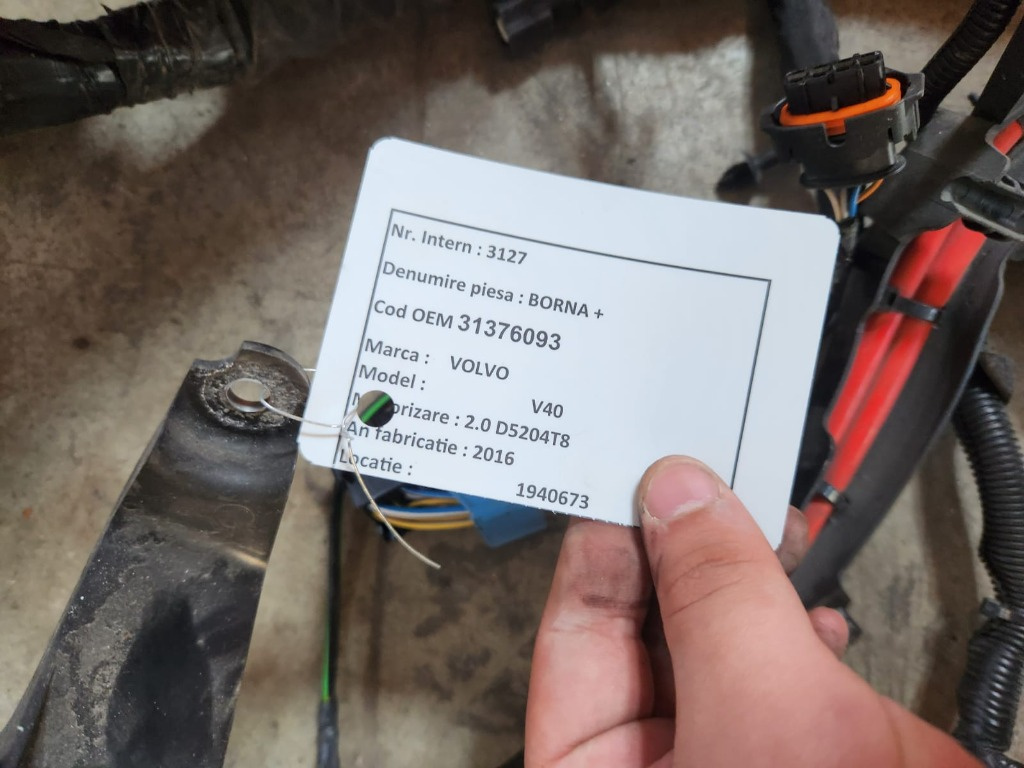 Nr. Intern : 3127
Denumire piesa : BORNA +
Cod OEM 31376093
Marca : VOLVO
Model : V40
: 2.0 D5204T8
An fabricatie : 2016
Locatie : 1940673